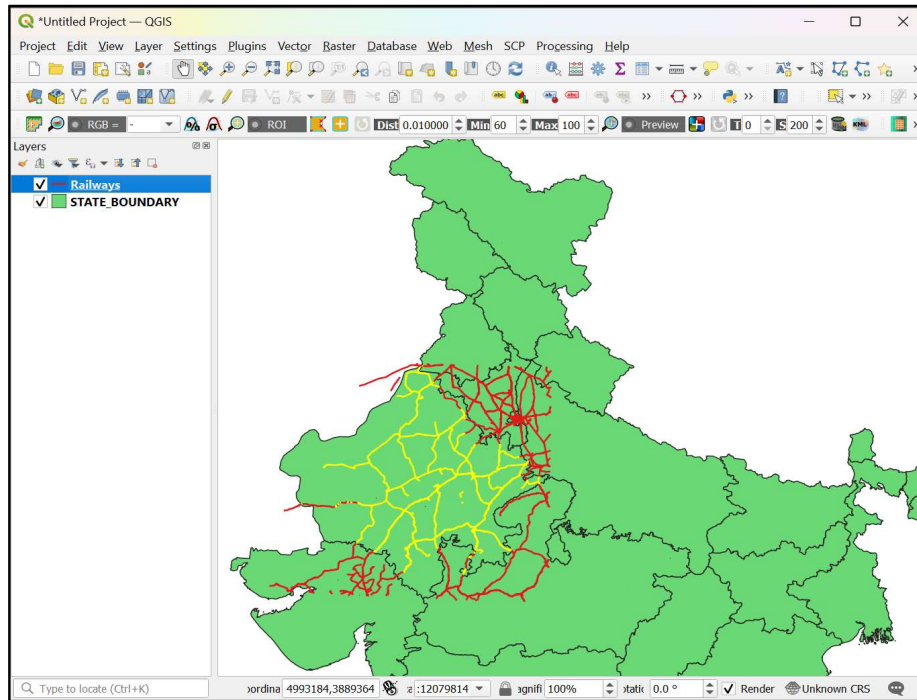 *Untitled Project — QGIS
Project Edit View Layer Settings Plugins Vector Raster Database Web Mesh SCP Processing Help
RGB = - ROI Dist 0.010000 Min 60 Max 100 Preview T 0 S 200 KML
Layers
Railways
STATE_BOUNDARY
Type to locate (Ctrl+K) ordina 4993184,3889364 :12079814 agnifi 100% otatic 0.0 ° Render Unknown CRS